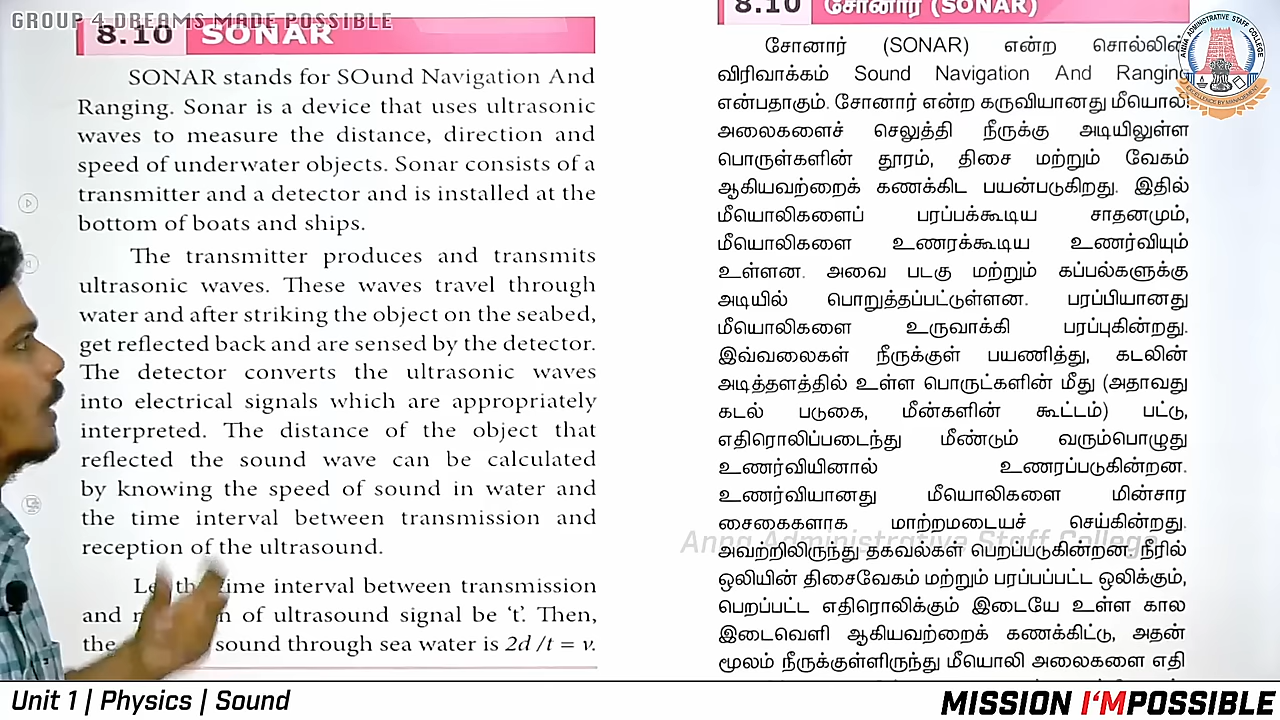 GROUP 4 DREAMS MADE POSSIBLE
8.10 SONAR
SONAR stands for SOund Navigation And
Ranging. Sonar is a device that uses ultrasonic
waves to measure the distance, direction and
speed of underwater objects. Sonar consists of a
transmitter and a detector and is installed at the
bottom of boats and ships.
The transmitter produces and transmits
ultrasonic waves. These waves travel through
water and after striking the object on the seabed,
get reflected back and are sensed by the detector.
The detector converts the ultrasonic waves
into electrical signals which are appropriately
interpreted. The distance of the object that
reflected the sound wave can be calculated
by knowing the speed of sound in water and
the time interval between transmission and
reception of the ultrasound.
time interval between transmission
and of ultrasound signal be ‘t’. Then,
the sound through sea water is 2d /t = v.
8.10 சோனார் (SONAR)
சோனார் (SONAR) என்ற சொல்லின்
விரிவாக்கம் Sound Navigation And Ranging
என்பதாகும். சோனார் என்ற கருவியானது மீயொலி
அலைகளைச் செலுத்தி நீருக்கு அடியிலுள்ள
பொருள்களின் தூரம், திசை மற்றும் வேகம்
ஆகியவற்றைக் கணக்கிட பயன்படுகிறது. இதில்
மீயொலிகளைப் பரப்பக்கூடிய சாதனமும்,
மீயொலிகளை உணரக்கூடிய உணர்வியும்
உள்ளன. அவை படகு மற்றும் கப்பல்களுக்கு
அடியில் பொறுத்தப்பட்டுள்ளன. பரப்பியானது
மீயொலிகளை உருவாக்கி பரப்புகின்றது.
இவ்வலைகள் நீருக்குள் பயணித்து, கடலின்
அடித்தளத்தில் உள்ள பொருட்களின் மீது (அதாவது
கடல் படுகை, மீன்களின் கூட்டம்) பட்டு,
எதிரொலிப்படைந்து மீண்டும் வரும்பொழுது
உணர்வியினால் உணரப்படுகின்றன.
உணர்வியானது மீயொலிகளை மின்சார
சைகைகளாக மாற்றமடையச் செய்கின்றது.
அவற்றிலிருந்து தகவல்கள் பெறப்படுகின்றன. நீரில்
ஒலியின் திசைவேகம் மற்றும் பரப்பப்பட்ட ஒலிக்கும்,
பெறப்பட்ட எதிரொலிக்கும் இடையே உள்ள கால
இடைவெளி ஆகியவற்றைக் கணக்கிட்டு, அதன்
மூலம் நீருக்குள்ளிருந்து மீயொலி அலைகளை எதி
Anna Administrative Staff College
ANNA ADMINISTRATIVE STAFF COLLEGE
EXCELLENCE BY MANAGEMENT
Unit 1 | Physics | Sound
MISSION I'MPOSSIBLE